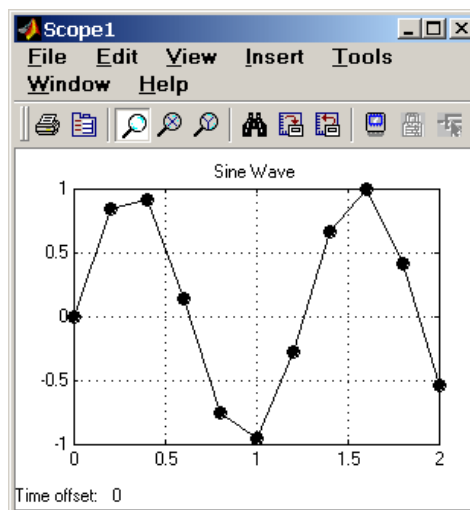 Scope1
File Edit View Insert Tools
Window Help
Sine Wave
1
0.5
0
-0.5
-1
0 0.5 1 1.5 2
Time offset: 0